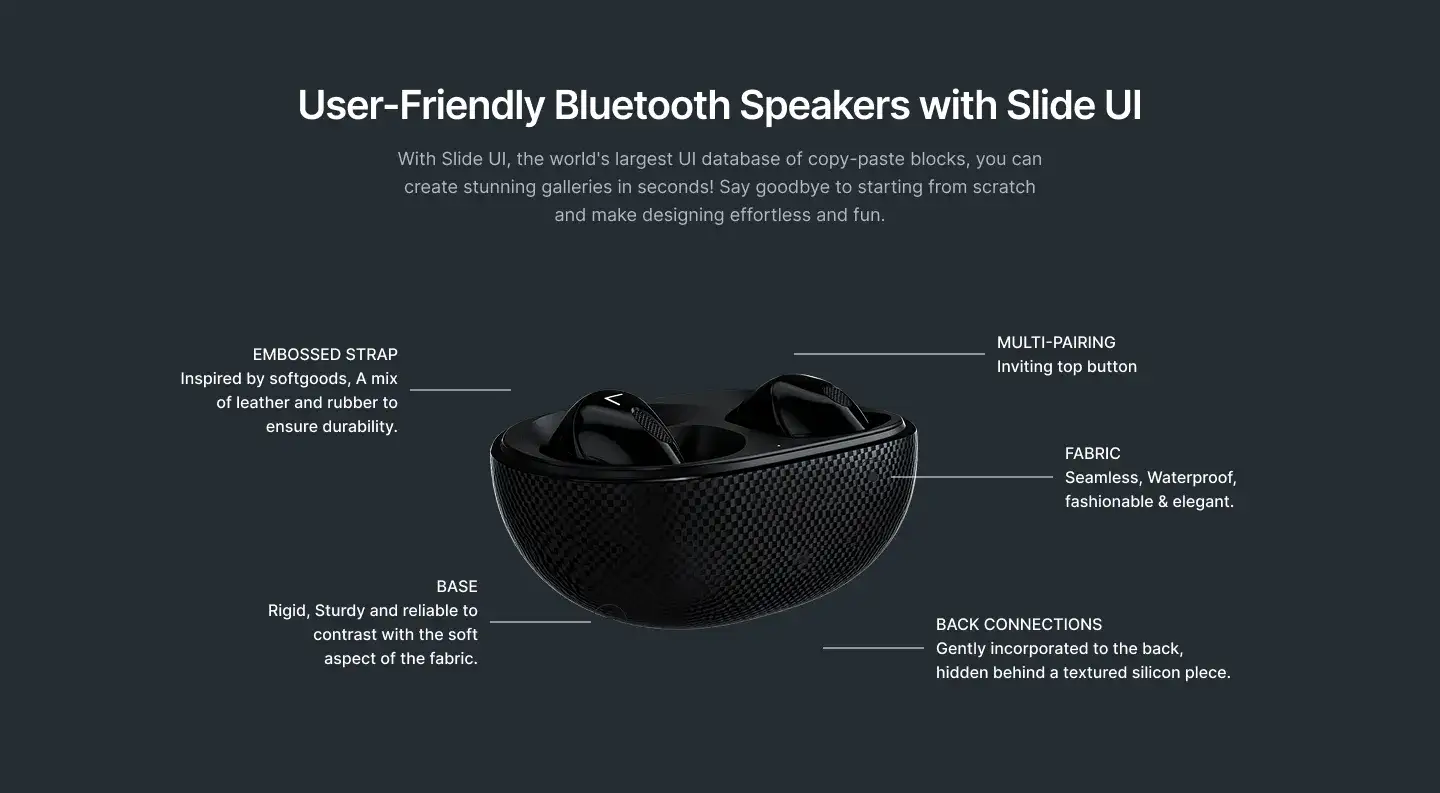 User-Friendly Bluetooth Speakers with Slide UI
With Slide UI, the world's largest UI database of copy-paste blocks, you can
create stunning galleries in seconds! Say goodbye to starting from scratch
and make designing effortless and fun.
EMBOSSED STRAP
Inspired by softgoods, A mix
of leather and rubber to
ensure durability.
MULTI-PAIRING
Inviting top button
FABRIC
Seamless, Waterproof,
fashionable & elegant.
BASE
Rigid, Sturdy and reliable to
contrast with the soft
aspect of the fabric.
BACK CONNECTIONS
Gently incorporated to the back,
hidden behind a textured silicon plece.